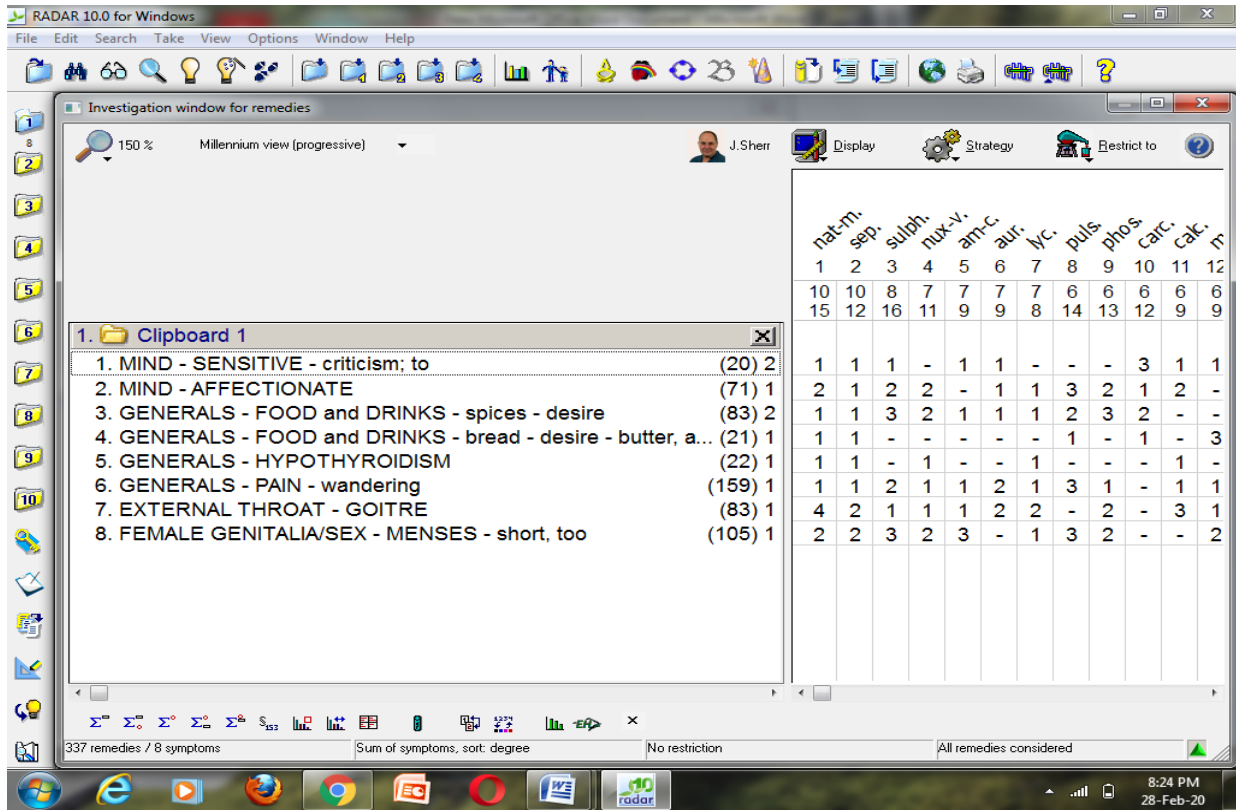 RADAR 10.0 for Windows
File Edit Search Take View Options Window Help
Investigation window for remedies
150 % Millennium view (progressive) J.Sherr Display Strategy Restrict to
nat-m. sep. sulph. nux-v. am-c. aur. lyc. puls. phos. carc. calc.
1 2 3 4 5 6 7 8 9 10 11 12
10 10 8 7 7 7 7 6 6 6 6 6
15 12 16 11 9 9 8 14 13 12 9 9
1. Clipboard 1
1. MIND - SENSITIVE - criticism; to (20) 2 1 1 1 - 1 1 - - - 3 1 1
2. MIND - AFFECTIONATE (71) 1 2 1 2 2 - 1 1 3 2 1 2 -
3. GENERALS - FOOD and DRINKS - spices - desire (83) 2 1 1 3 2 1 1 1 2 3 2 - -
4. GENERALS - FOOD and DRINKS - bread - desire - butter, a... (21) 1 1 1 - - - - - 1 - 1 - 3
5. GENERALS - HYPOTHYROIDISM (22) 1 1 1 - 1 - - 1 - - - 1 -
6. GENERALS - PAIN - wandering (159) 1 1 1 2 1 1 2 1 3 1 - 1 1
7. EXTERNAL THROAT - GOITRE (83) 1 4 2 1 1 1 2 2 - 2 - 3 1
8. FEMALE GENITALIA/SEX - MENSES - short, too (105) 1 2 2 3 2 3 - 1 3 2 - - 2
337 remedies / 8 symptoms Sum of symptoms, sort: degree No restriction All remedies considered
1
8
2
3
4
5
6
7
8
9
10
8:24 PM
28-Feb-20